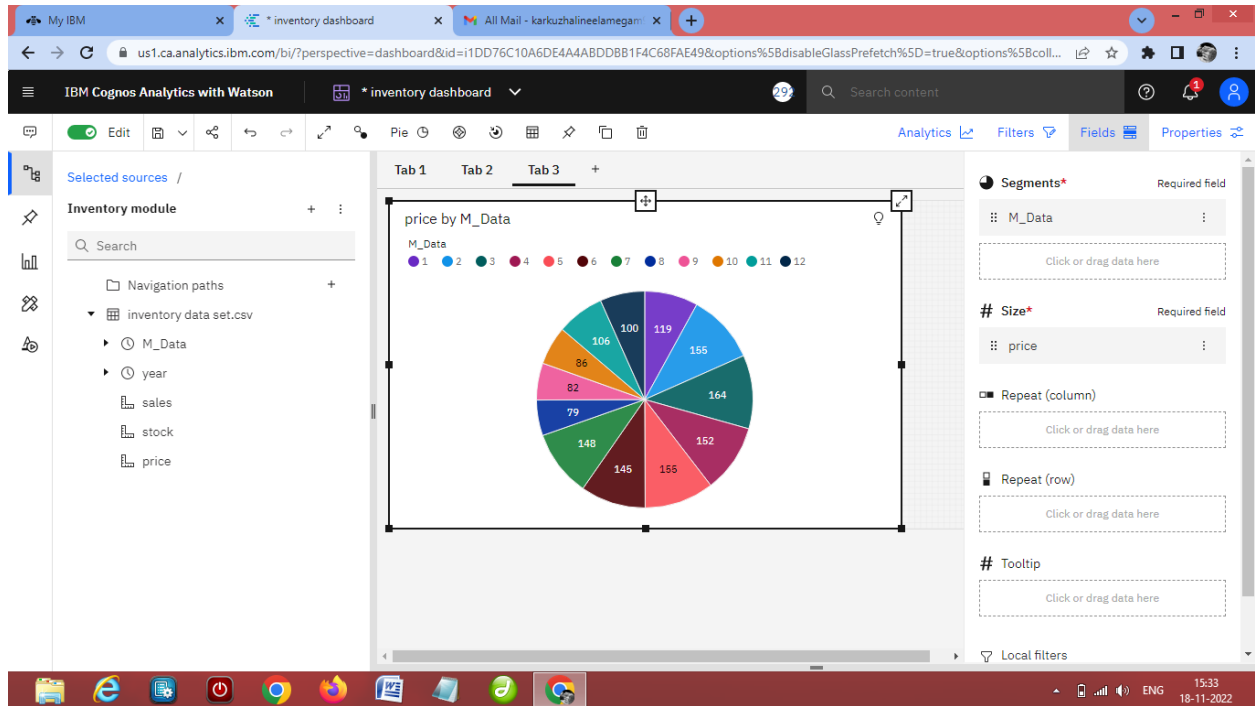 My IBM
* inventory dashboard
All Mail - karkuzhalineelamegam
us1.ca.analytics.ibm.com/bi/?perspective=dashboard&id=i1DD76C10A6DE4A4ABDDBB1F4C68FAE49&options%5BdisableGlassPrefetch%5D=true&options%5Bcoll...
IBM Cognos Analytics with Watson
* inventory dashboard
292
Search content
1
Edit
Pie
Analytics
Filters
Fields
Properties
Selected sources /
Inventory module
Search
Navigation paths
inventory data set.csv
M_Data
year
sales
stock
price
Tab 1 Tab 2 Tab 3
price by M_Data
M_Data
1 2 3 4 5 6 7 8 9 10 11 12
119
155
164
152
155
145
148
79
82
86
106
100
Segments* Required field
M_Data
Click or drag data here
# Size* Required field
price
Repeat (column)
Click or drag data here
Repeat (row)
Click or drag data here
# Tooltip
Click or drag data here
Local filters
ENG
15:33
18-11-2022